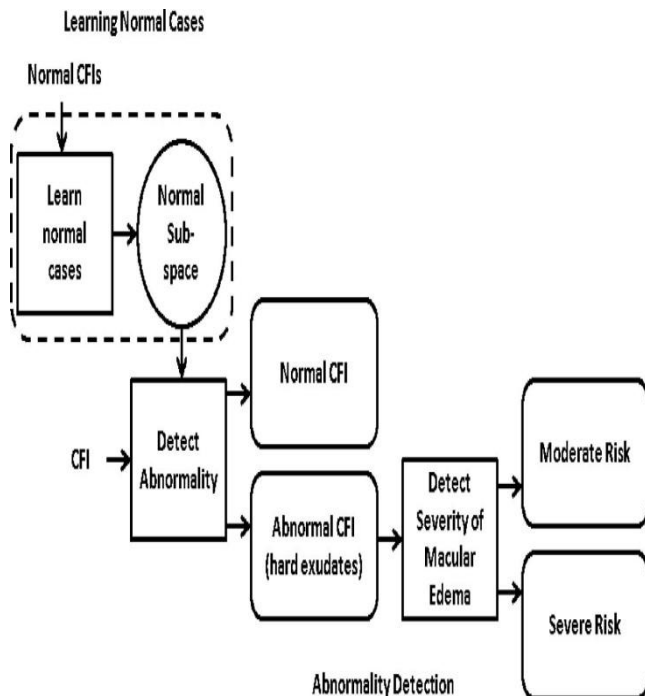 Learning Normal Cases
Normal CFIs
Learn
normal
cases
Normal
Sub-
space
Normal CFI
CFI
Detect
Abnormality
Abnormal CFI
(hard exudates)
Detect
Severity of
Macular
Edema
Moderate Risk
Severe Risk
Abnormality Detection